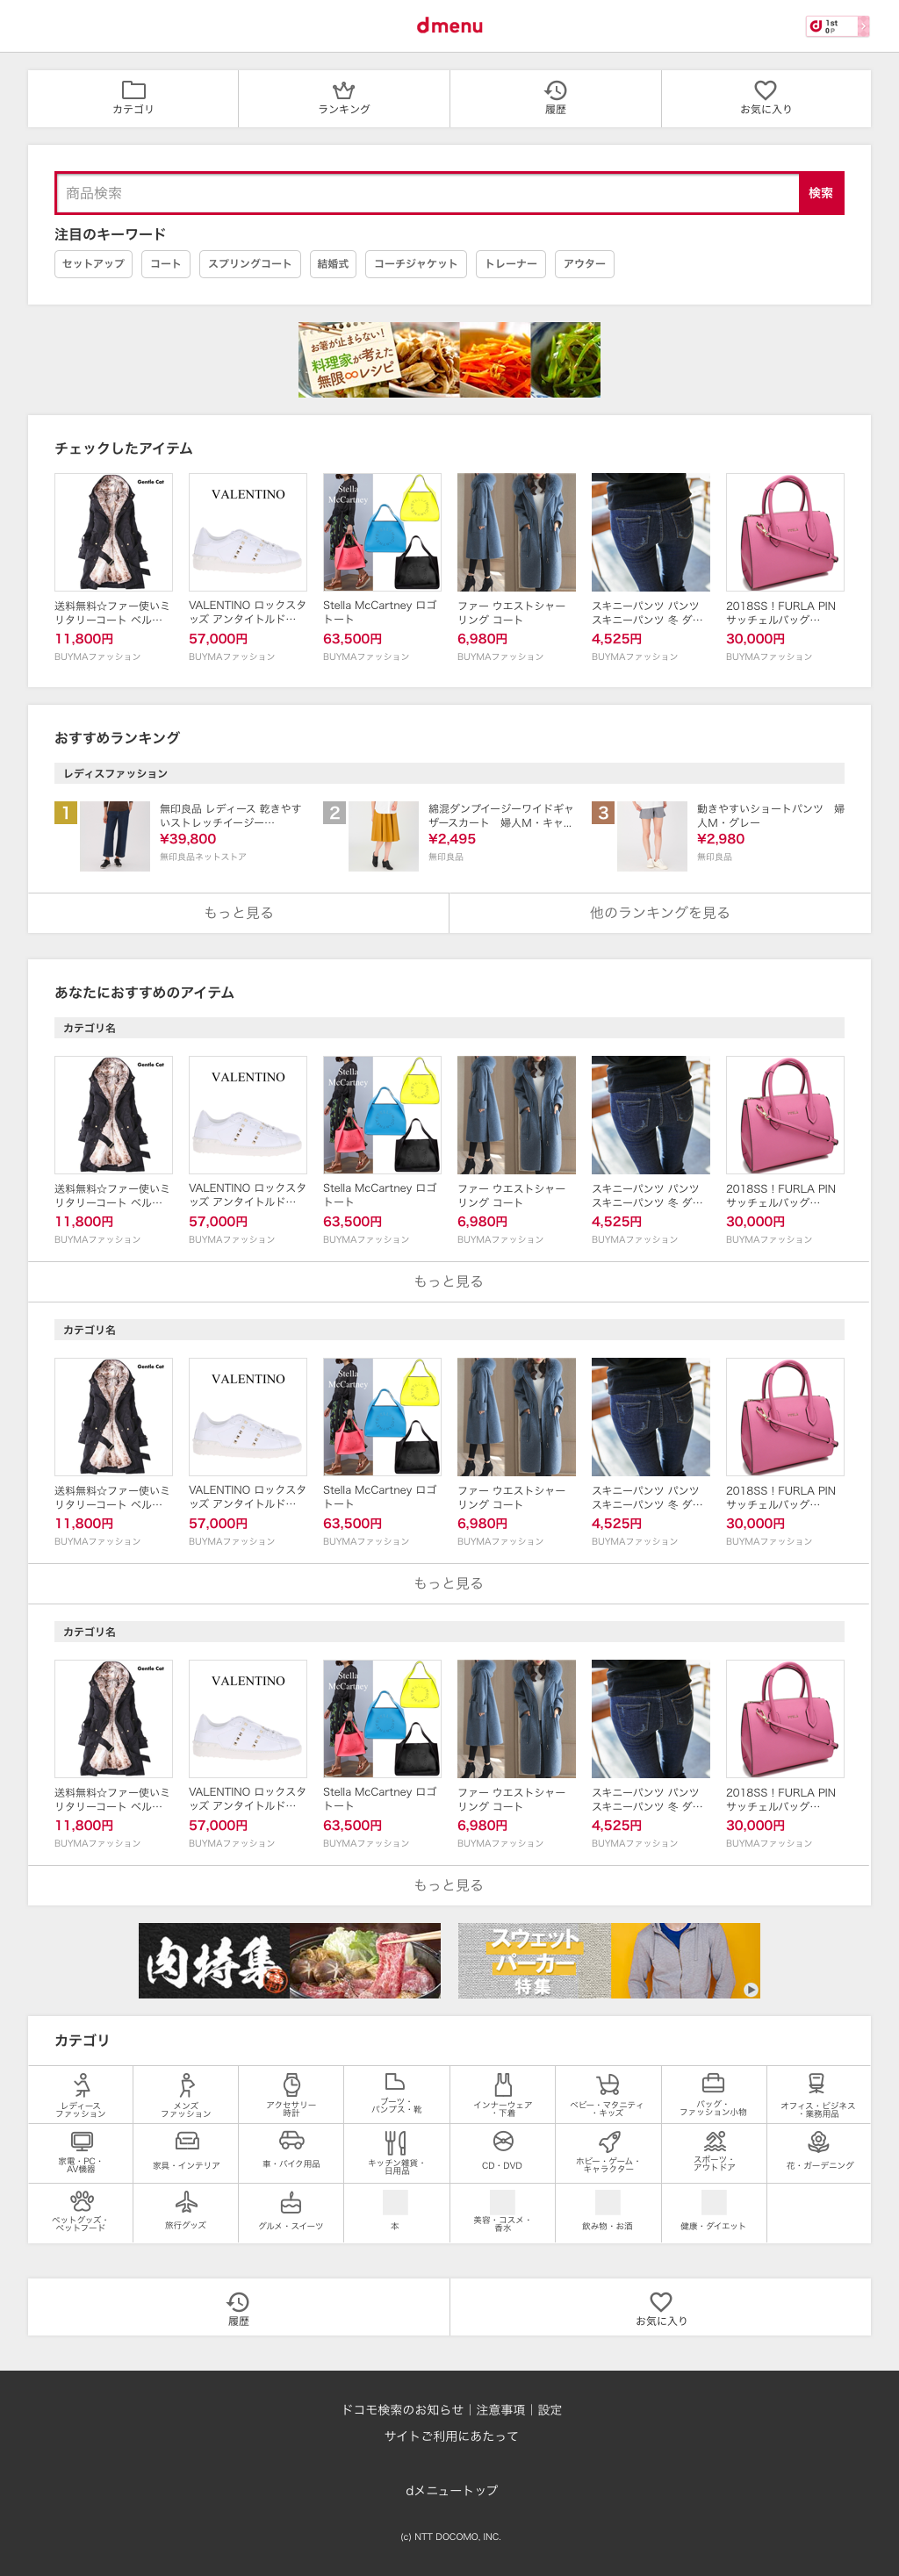 dmenu
1st
0P
カテゴリ
ランキング
履歴
お気に入り
商品検索
検索
注目のキーワード
セットアップ
コート
スプリングコート
結婚式
コーチジャケット
トレーナー
アウター
お箸が止まらない!
料理家が考えた
無限∞レシピ
チェックしたアイテム
Gentle Cat
VALENTINO
Stella
McCartney
送料無料☆ファー使いミ
リタリーコート ベル…
11,800円
BUYMAファッション
VALENTINO ロックスタ
ッズ アンタイトルド…
57,000円
BUYMAファッション
Stella McCartney ロゴ
トート
63,500円
BUYMAファッション
ファー ウエストシャー
リング コート
6,980円
BUYMAファッション
スキニーパンツ パンツ
スキニーパンツ 冬 ダ…
4,525円
BUYMAファッション
2018SS！FURLA PIN
サッチェルバッグ…
30,000円
BUYMAファッション
おすすめランキング
レディスファッション
1
無印良品 レディース 乾きやす
いストレッチイージー…
¥39,800
無印良品ネットストア
2
綿混ダンプイージーワイドギャ
ザースカート　婦人M・キャ...
¥2,495
無印良品
3
動きやすいショートパンツ　婦
人M・グレー
¥2,980
無印良品
もっと見る
他のランキングを見る
あなたにおすすめのアイテム
カテゴリ名
Gentle Cat
VALENTINO
Stella
McCartney
送料無料☆ファー使いミ
リタリーコート ベル…
11,800円
BUYMAファッション
VALENTINO ロックスタ
ッズ アンタイトルド…
57,000円
BUYMAファッション
Stella McCartney ロゴ
トート
63,500円
BUYMAファッション
ファー ウエストシャー
リング コート
6,980円
BUYMAファッション
スキニーパンツ パンツ
スキニーパンツ 冬 ダ…
4,525円
BUYMAファッション
2018SS！FURLA PIN
サッチェルバッグ…
30,000円
BUYMAファッション
もっと見る
カテゴリ名
Gentle Cat
VALENTINO
Stella
McCartney
送料無料☆ファー使いミ
リタリーコート ベル…
11,800円
BUYMAファッション
VALENTINO ロックスタ
ッズ アンタイトルド…
57,000円
BUYMAファッション
Stella McCartney ロゴ
トート
63,500円
BUYMAファッション
ファー ウエストシャー
リング コート
6,980円
BUYMAファッション
スキニーパンツ パンツ
スキニーパンツ 冬 ダ…
4,525円
BUYMAファッション
2018SS！FURLA PIN
サッチェルバッグ…
30,000円
BUYMAファッション
もっと見る
カテゴリ名
Gentle Cat
VALENTINO
Stella
McCartney
送料無料☆ファー使いミ
リタリーコート ベル…
11,800円
BUYMAファッション
VALENTINO ロックスタ
ッズ アンタイトルド…
57,000円
BUYMAファッション
Stella McCartney ロゴ
トート
63,500円
BUYMAファッション
ファー ウエストシャー
リング コート
6,980円
BUYMAファッション
スキニーパンツ パンツ
スキニーパンツ 冬 ダ…
4,525円
BUYMAファッション
2018SS！FURLA PIN
サッチェルバッグ…
30,000円
BUYMAファッション
もっと見る
肉特集
スウェット
パーカー
特集
カテゴリ
レディース
ファッション
メンズ
ファッション
アクセサリー
時計
ブーツ・
パンプス・靴
インナーウェア
・下着
ベビー・マタニティ
・キッズ
バッグ・
ファッション小物
オフィス・ビジネス
・業務用品
家電・PC・
AV機器
家具・インテリア
車・バイク用品
キッチン雑貨・
日用品
CD・DVD
ホビー・ゲーム・
キャラクター
スポーツ・
アウトドア
花・ガーデニング
ペットグッズ・
ペットフード
旅行グッズ
グルメ・スイーツ
本
美容・コスメ・
香水
飲み物・お酒
健康・ダイエット
履歴
お気に入り
ドコモ検索のお知らせ｜注意事項｜設定
サイトご利用にあたって
dメニュートップ
(c) NTT DOCOMO, INC.